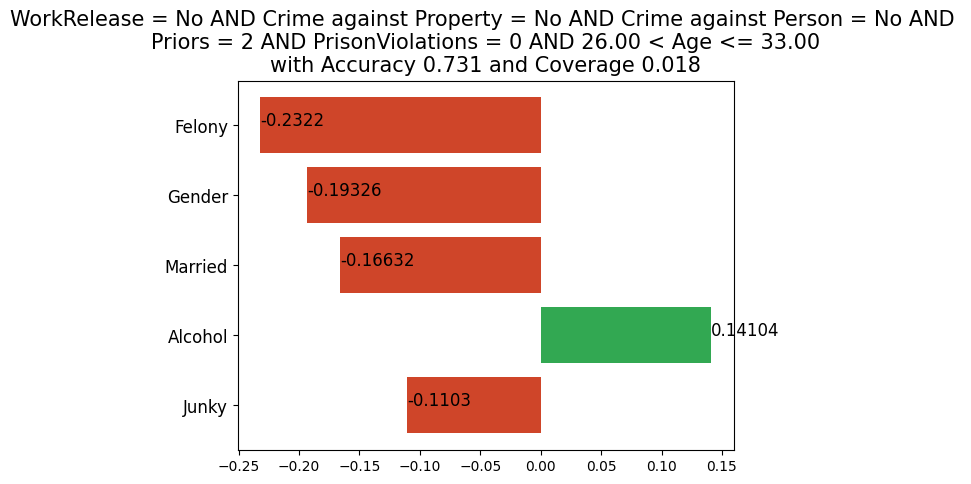 WorkRelease = No AND Crime against Property = No AND Crime against Person = No AND
Priors = 2 AND PrisonViolations = 0 AND 26.00 < Age <= 33.00
with Accuracy 0.731 and Coverage 0.018
Felony
-0.2322
Gender
-0.19326
Married
-0.16632
Alcohol
0.14104
Junky
-0.1103
−0.25 −0.20 −0.15 −0.10 −0.05 0.00 0.05 0.10 0.15